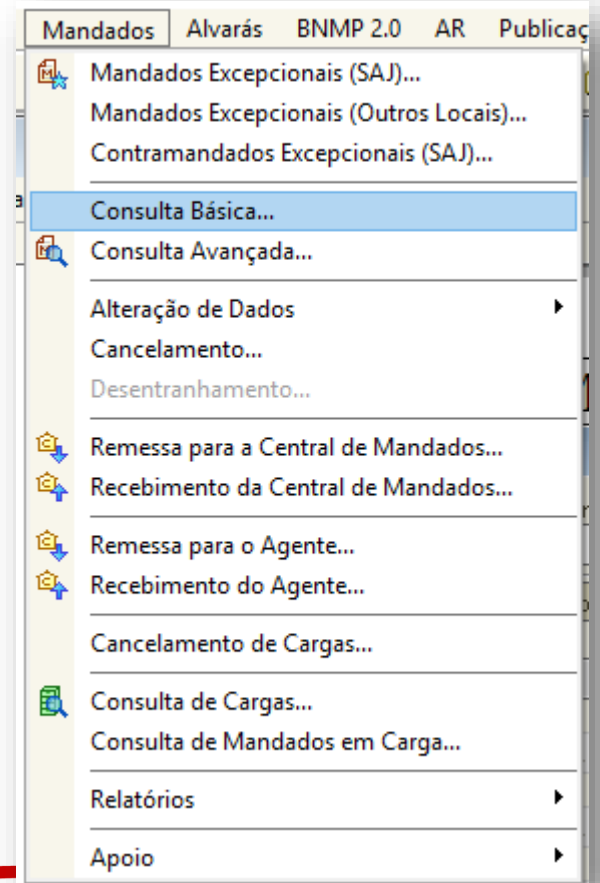 Mandados Alvarás BNMP 2.0 AR Publicaç
Mandados Excepcionais (SAJ)...
Mandados Excepcionais (Outros Locais)...
Contramandados Excepcionais (SAJ)...
Consulta Básica...
Consulta Avançada...
Alteração de Dados
Cancelamento...
Desentranhamento...
Remessa para a Central de Mandados...
Recebimento da Central de Mandados...
Remessa para o Agente...
Recebimento do Agente...
Cancelamento de Cargas...
Consulta de Cargas...
Consulta de Mandados em Carga...
Relatórios
Apoio